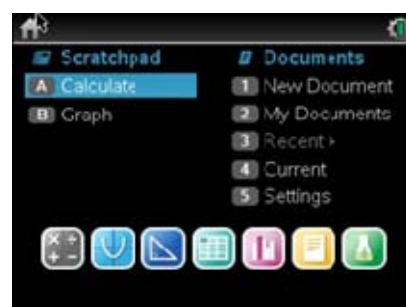 Scratchpad
A Calculate
B Graph
Documents
1 New Document
2 My Documents
3 Recent ▸
4 Current
5 Settings